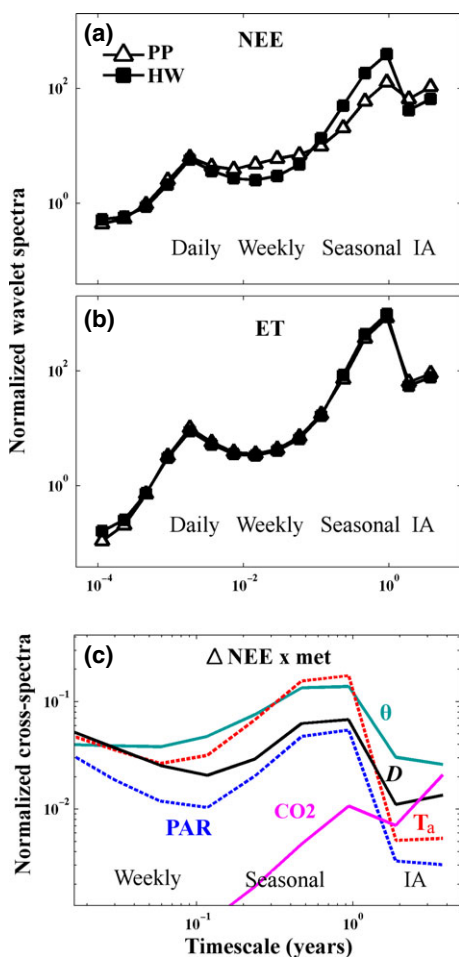 (a) NEE
PP
HW
10²
10⁰
Daily Weekly Seasonal IA
Normalized wavelet spectra
(b) ET
10²
10⁰
Daily Weekly Seasonal IA
10⁻⁴ 10⁻² 10⁰
(c) △ NEE x met
Normalized cross-spectra
10⁻¹
10⁻²
θ
D
CO2
PAR
Tₐ
Weekly Seasonal IA
10⁻¹ 10⁰
Timescale (years)